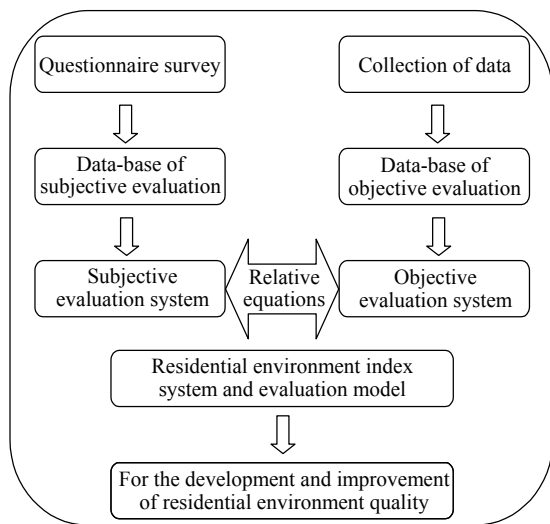 Questionnaire survey
Collection of data
Data-base of
subjective evaluation
Data-base of
objective evaluation
Subjective
evaluation system
Relative
equations
Objective
evaluation system
Residential environment index
system and evaluation model
For the development and improvement
of residential environment quality